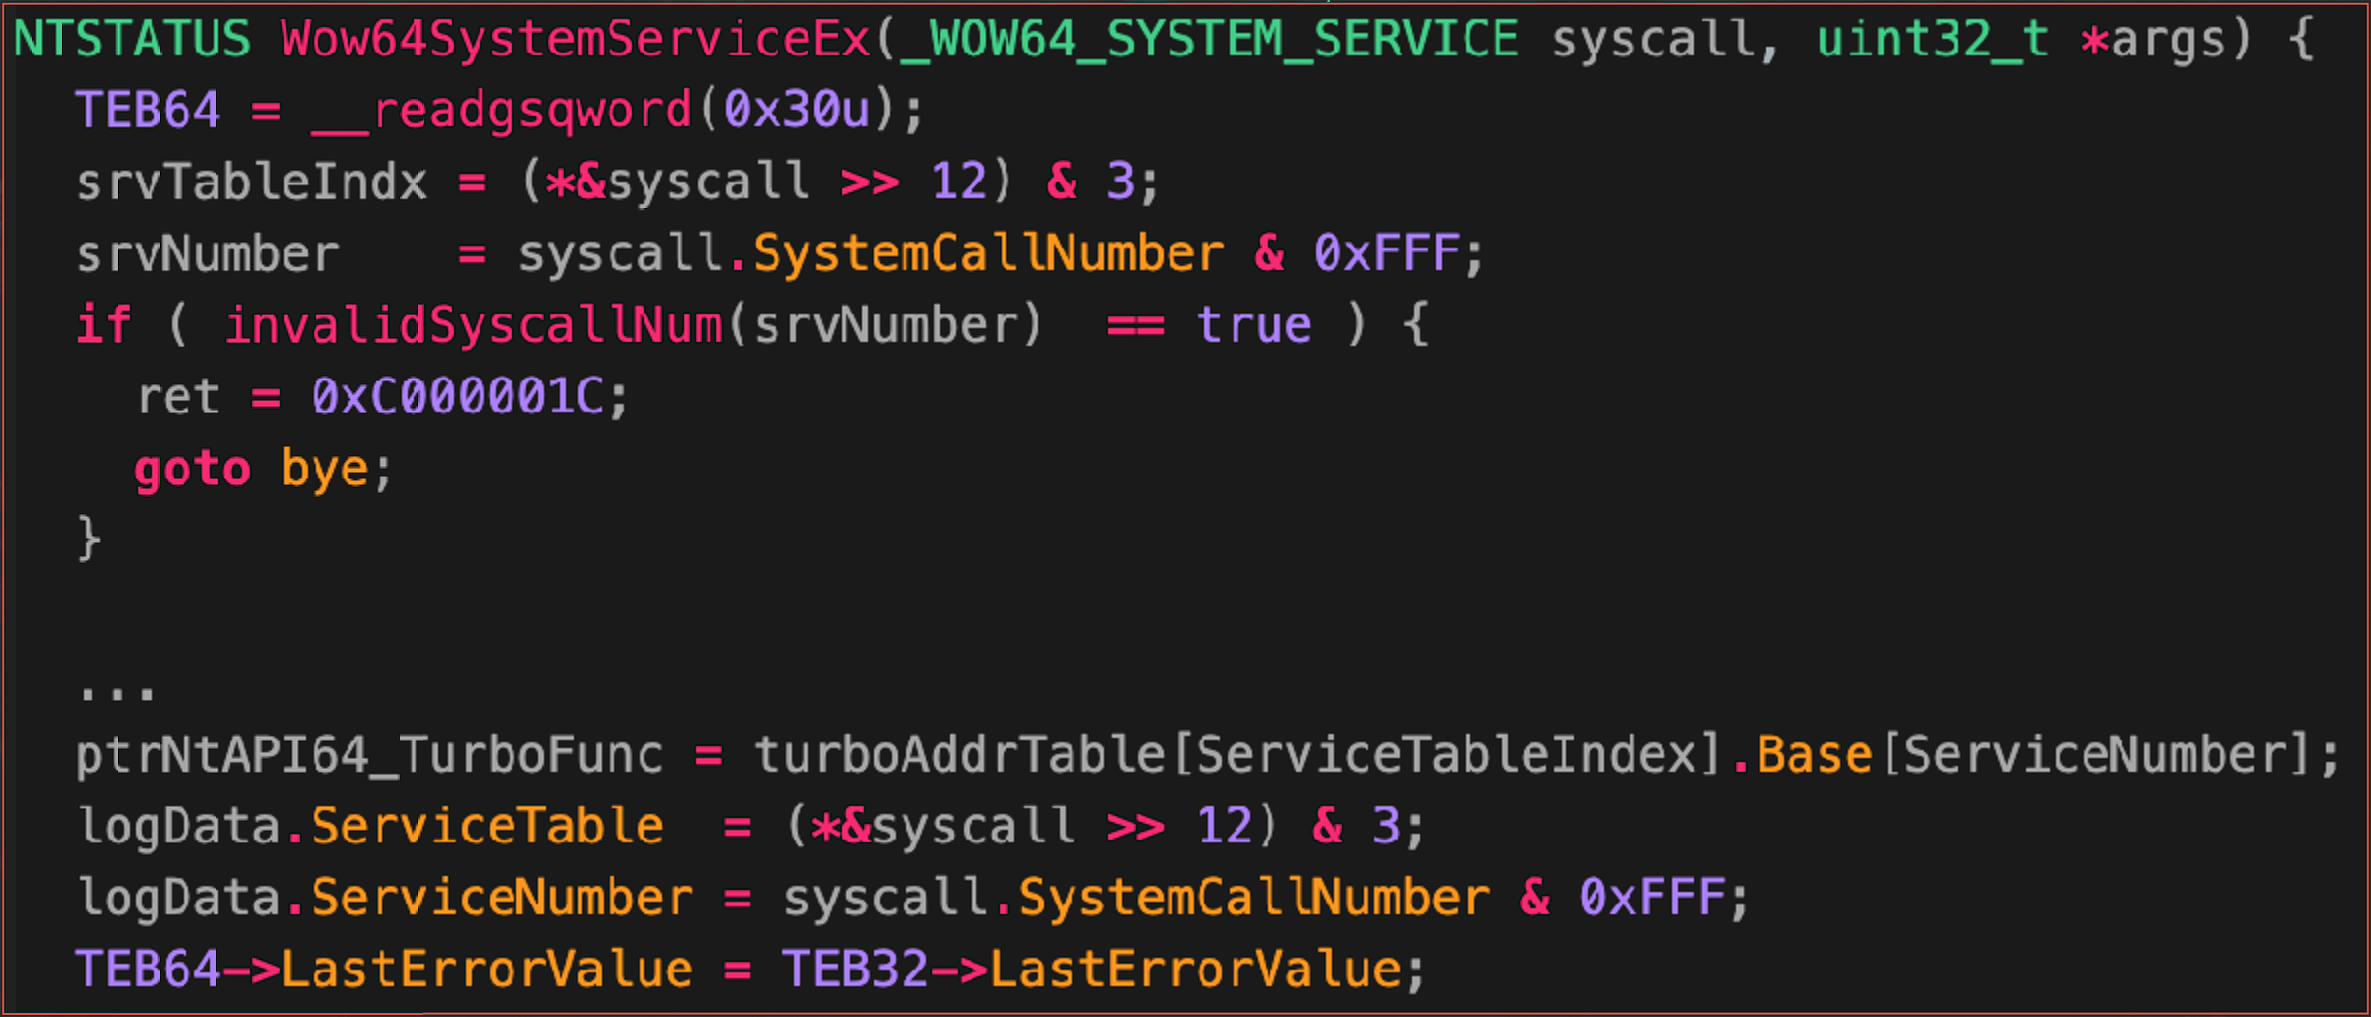 NTSTATUS Wow64SystemServiceEx(_WOW64_SYSTEM_SERVICE syscall, uint32_t *args) {
  TEB64 = __readgsqword(0x30u);
  srvTableIndx = (*&syscall >> 12) & 3;
  srvNumber    = syscall.SystemCallNumber & 0xFFF;
  if ( invalidSyscallNum(srvNumber)  == true ) {
    ret = 0xC000001C;
    goto bye;
  }
  ...
  ptrNtAPI64_TurboFunc = turboAddrTable[ServiceTableIndex].Base[ServiceNumber];
  logData.ServiceTable  = (*&syscall >> 12) & 3;
  logData.ServiceNumber = syscall.SystemCallNumber & 0xFFF;
  TEB64->LastErrorValue = TEB32->LastErrorValue;